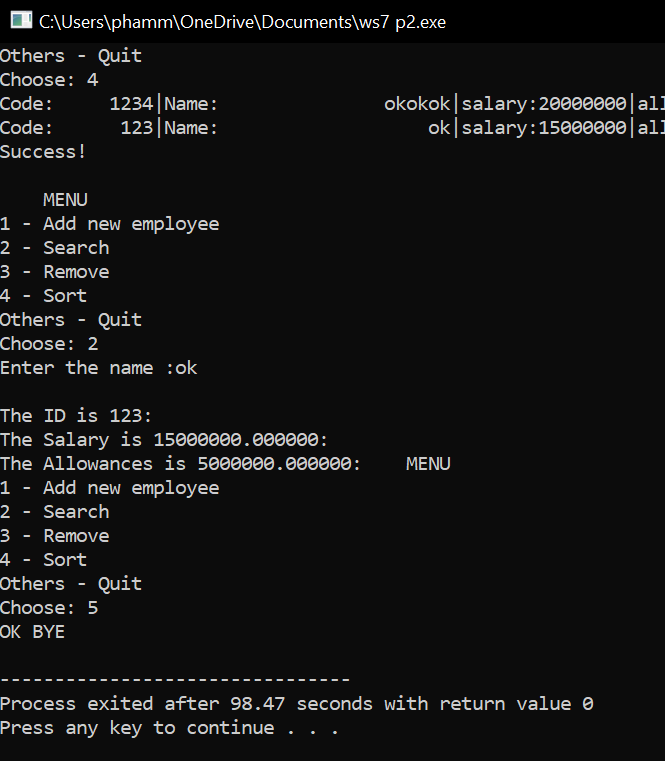 C:\Users\phamm\OneDrive\Documents\ws7 p2.exe
Others - Quit
Choose: 4
Code:     1234|Name:               okokok|salary:20000000|all
Code:      123|Name:                   ok|salary:15000000|all
Success!
    MENU
1 - Add new employee
2 - Search
3 - Remove
4 - Sort
Others - Quit
Choose: 2
Enter the name :ok
The ID is 123:
The Salary is 15000000.000000:
The Allowances is 5000000.000000:    MENU
1 - Add new employee
2 - Search
3 - Remove
4 - Sort
Others - Quit
Choose: 5
OK BYE
--------------------------------
Process exited after 98.47 seconds with return value 0
Press any key to continue . . .